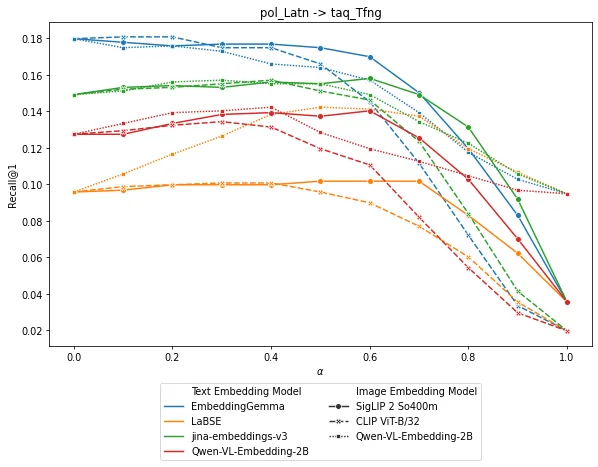 pol_Latn -> taq_Tfng
0.18
0.16
0.14
0.12
0.10
0.08
0.06
0.04
0.02
Recall@1
0.0 0.2 0.4 0.6 0.8 1.0
α
Text Embedding Model
EmbeddingGemma
LaBSE
jina-embeddings-v3
Qwen-VL-Embedding-2B
Image Embedding Model
SigLIP 2 So400m
CLIP ViT-B/32
Qwen-VL-Embedding-2B